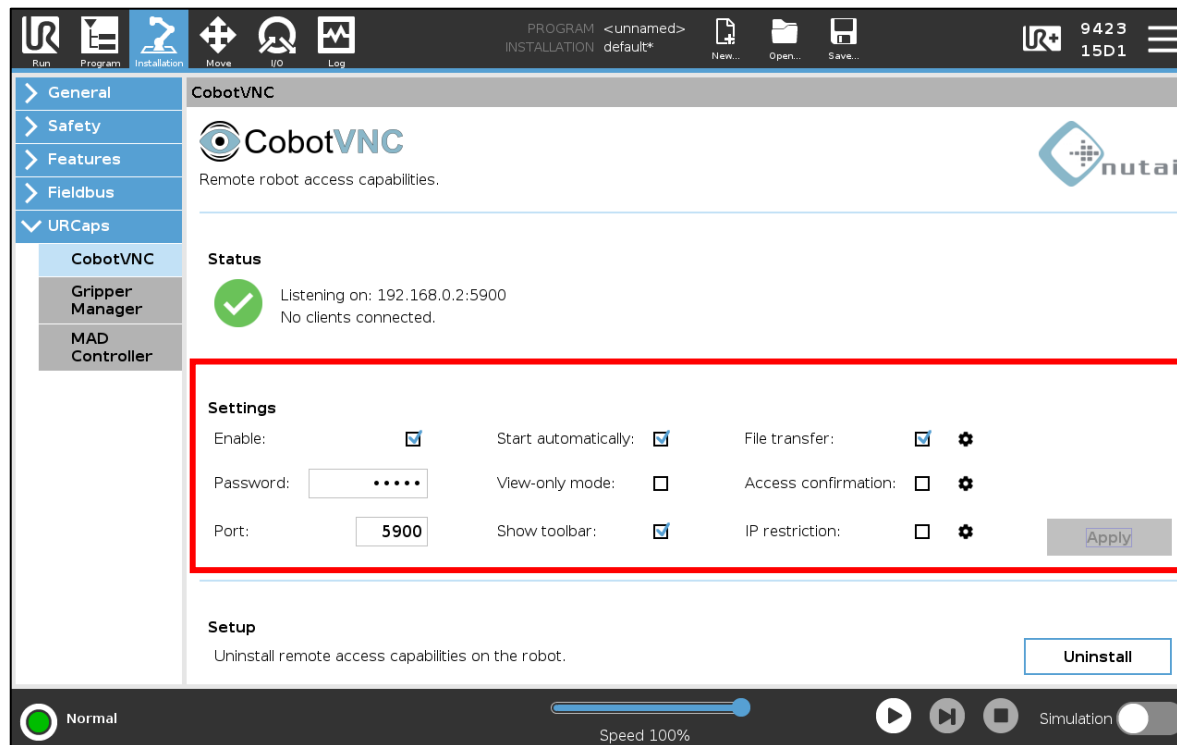 PROGRAM <unnamed>
INSTALLATION default*
UR+
9423
15D1
Run
Program
Installation
Move
I/O
Log
New...
Open...
Save...
General
Safety
Features
Fieldbus
URCaps
CobotVNC
Gripper
Manager
MAD
Controller
CobotVNC
CobotVNC
nutai
Remote robot access capabilities.
Status
Listening on: 192.168.0.2:5900
No clients connected.
Settings
Enable:
Start automatically:
File transfer:
Password: •••••
View-only mode:
Access confirmation:
Port: 5900
Show toolbar:
IP restriction:
Apply
Setup
Uninstall remote access capabilities on the robot.
Uninstall
Normal
Speed 100%
Simulation